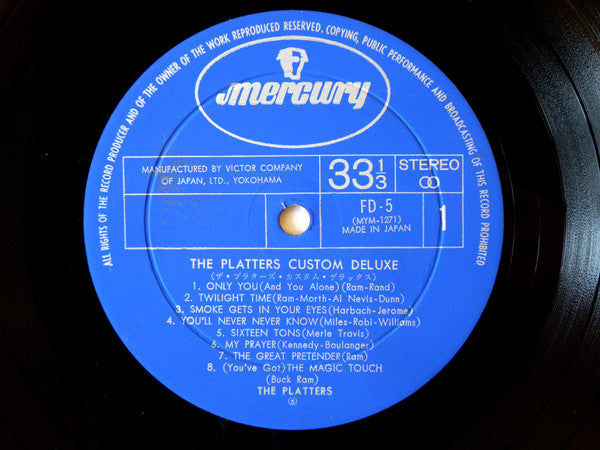 ALL RIGHTS OF THE RECORD PRODUCER AND OF THE OWNER OF THE WORK REPRODUCED RESERVED. COPYING, PUBLIC PERFORMANCE AND BROADCASTING OF THIS RECORD PROHIBITED
mercury
MANUFACTURED BY VICTOR COMPANY
OF JAPAN, LTD., YOKOHAMA
33 1/3
STEREO
FD-5
(MYM-1271)
MADE IN JAPAN
1
THE PLATTERS CUSTOM DELUXE
(ザ・プリターズ・カスタム・デラックス)
1. ONLY YOU (And You Alone) (Ram-Rand)
2. TWILIGHT TIME (Ram-Morth-Al Nevis-Dunn)
3. SMOKE GETS IN YOUR EYES (Harbach-Jerome)
4. YOU'LL NEVER NEVER KNOW (Miles-Robi-Williams)
5. SIXTEEN TONS (Merle Travis)
6. MY PRAYER (Kennedy-Boulanger)
7. THE GREAT PRETENDER (Ram)
8. (You've Got) THE MAGIC TOUCH
(Buck Ram)
THE PLATTERS